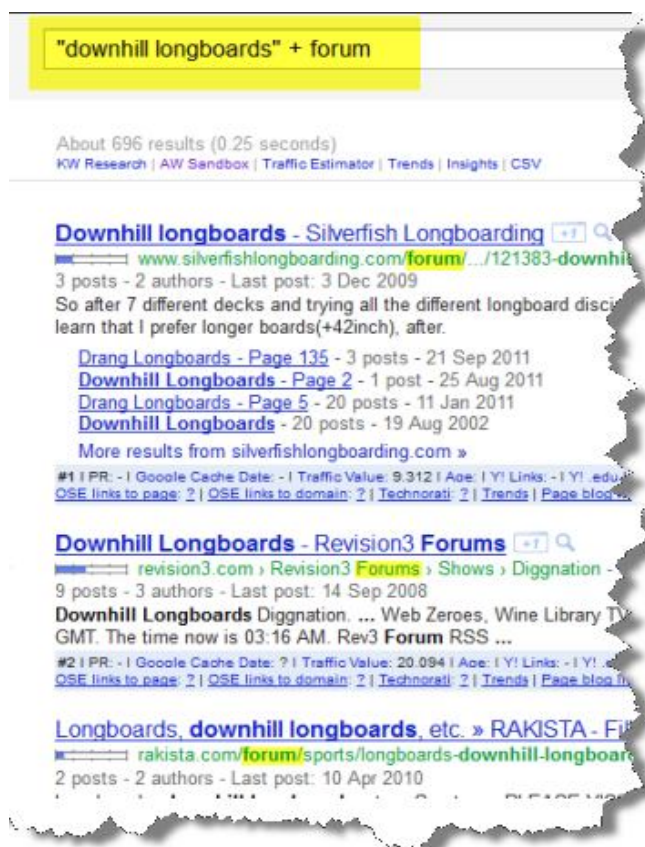 "downhill longboards" + forum
About 696 results (0.25 seconds)
KW Research | AW Sandbox | Traffic Estimator | Trends | Insights | CSV
Downhill longboards - Silverfish Longboarding +1
www.silverfishlongboarding.com/forum/.../121383-downhi
3 posts - 2 authors - Last post: 3 Dec 2009
So after 7 different decks and trying all the different longboard disci
learn that I prefer longer boards(+42inch), after.
Drang Longboards - Page 135 - 3 posts - 21 Sep 2011
Downhill Longboards - Page 2 - 1 post - 25 Aug 2011
Drang Longboards - Page 5 - 20 posts - 11 Jan 2011
Downhill Longboards - 20 posts - 19 Aug 2002
More results from silverfishlongboarding.com »
#1 | PR: - | Google Cache Date: - | Traffic Value: 9.312 | Age: | Y! Links: - | Y! .edu
OSE links to page: ? | OSE links to domain: ? | Technorati: ? | Trends | Page blog
Downhill Longboards - Revision3 Forums +1
revision3.com › Revision3 Forums › Shows › Diggnation -
9 posts - 3 authors - Last post: 14 Sep 2008
Downhill Longboards Diggnation. ... Web Zeroes, Wine Library TV
GMT. The time now is 03:16 AM. Rev3 Forum RSS ...
#2 | PR: - | Google Cache Date: ? | Traffic Value: 20.094 | Age: | Y! Links: - | Y!
OSE links to page: ? | OSE links to domain: ? | Technorati: ? | Trends | Page blog
Longboards, downhill longboards, etc. » RAKISTA - Fi
rakista.com/forum/sports/longboards-downhill-longboard
2 posts - 2 authors - Last post: 10 Apr 2010